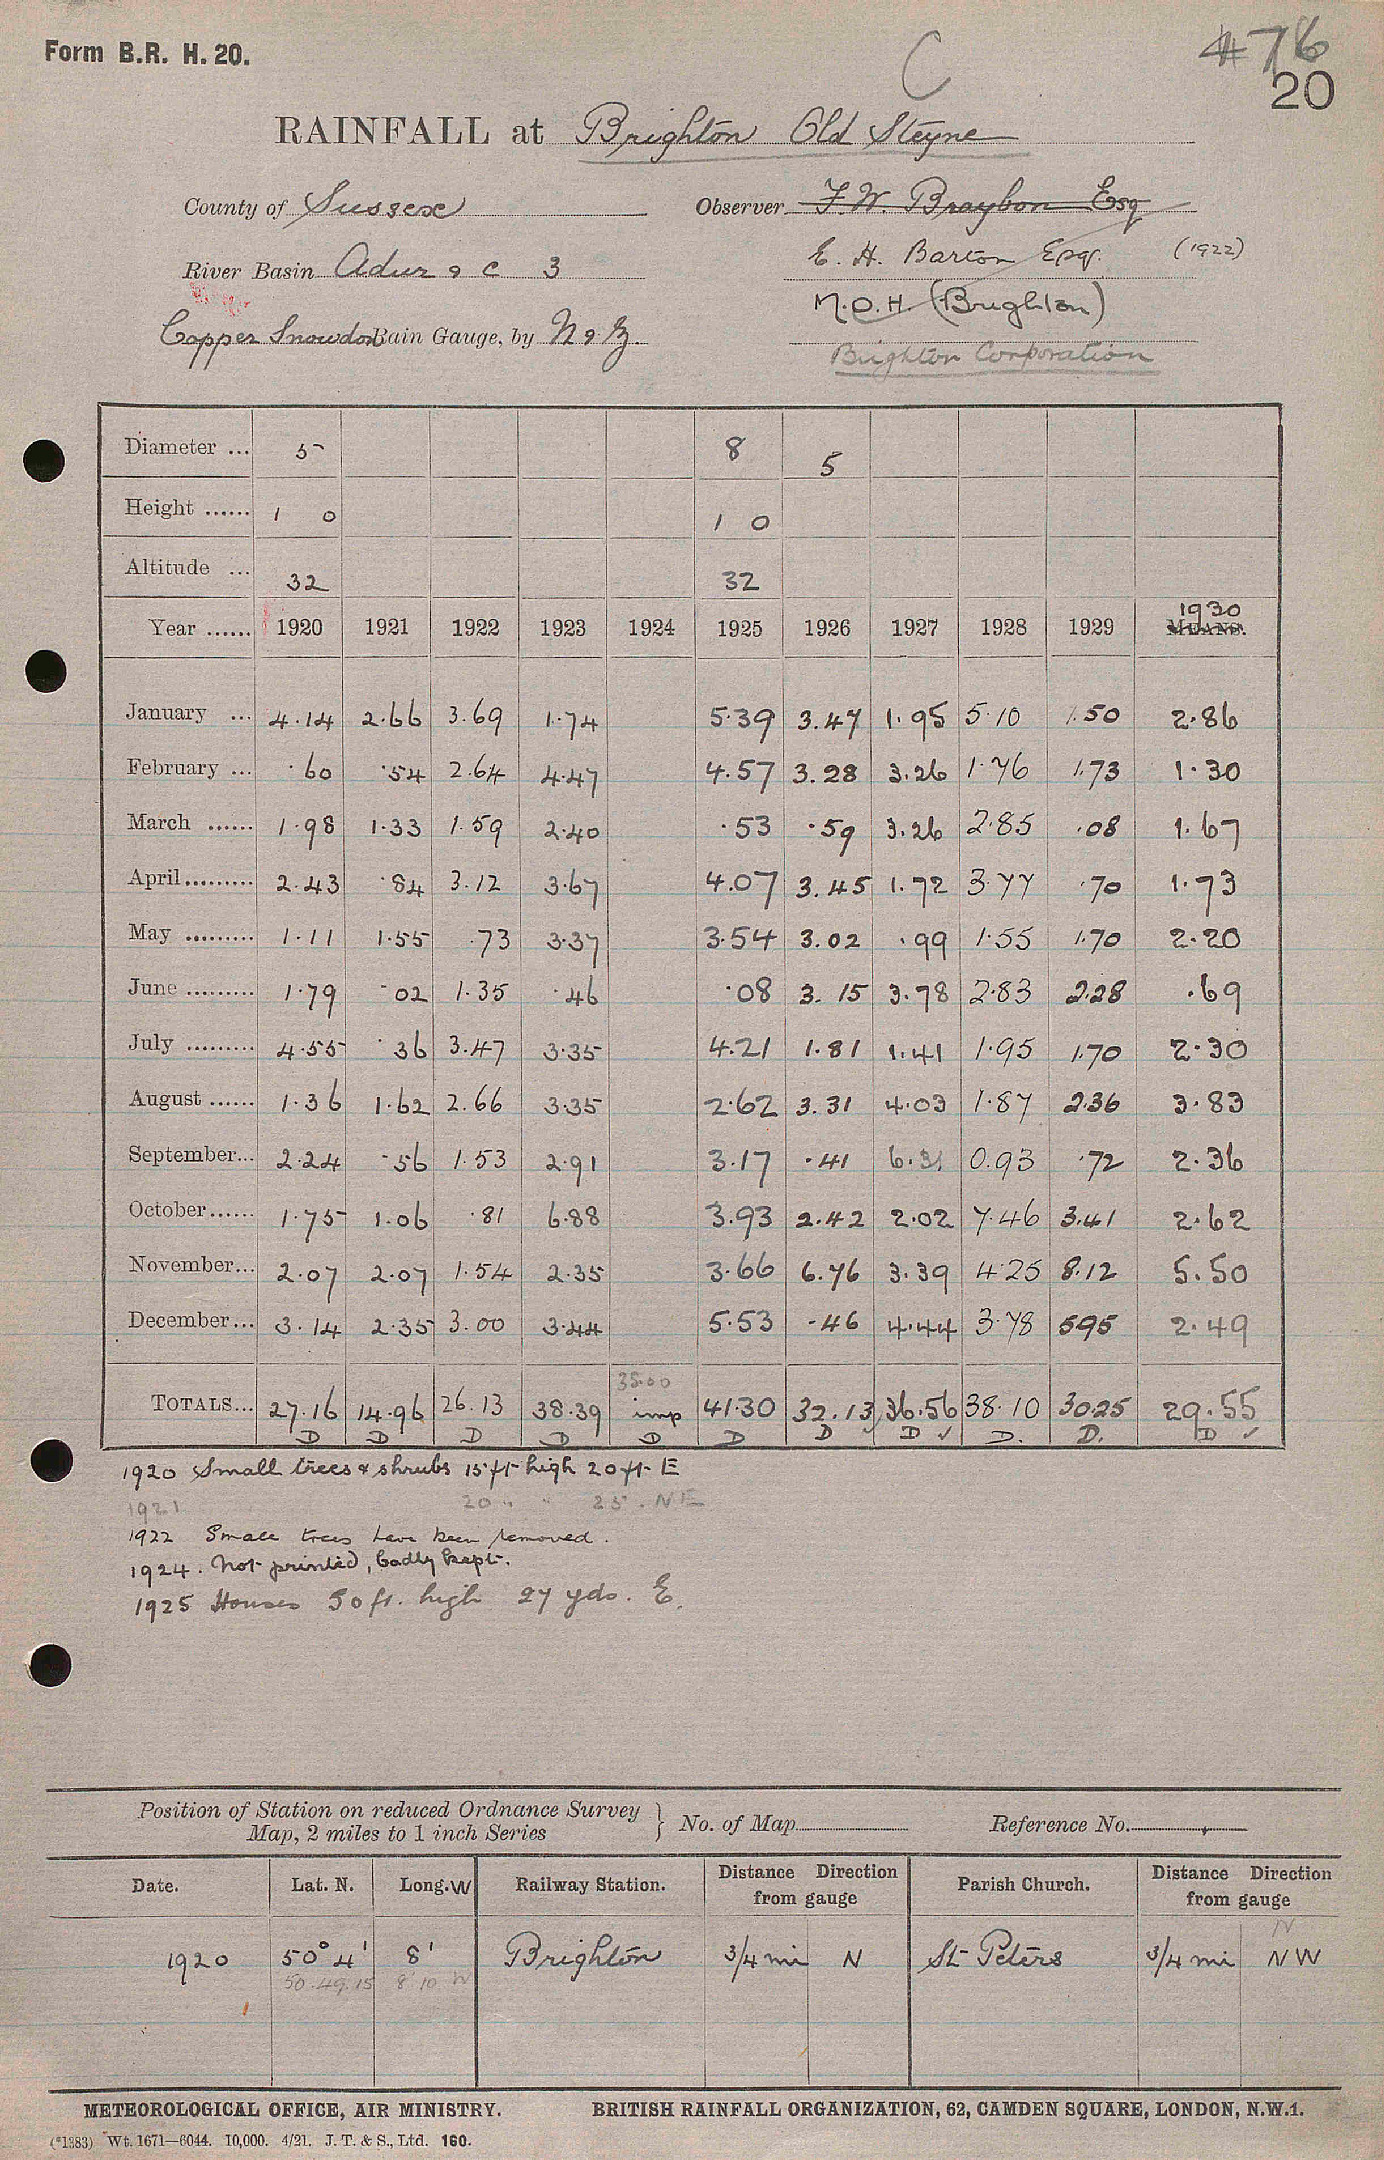 Form B.R. H. 20.
C
76
20
RAINFALL at Brighton Old Steyne
County of Sussex
Observer F. W. Braybon Esq
E. H. Barton Esq. (1922)
River Basin Adur & C 3
M.O.H. (Brighton)
Copper Snowdon Rain Gauge, by N & Z.
Brighton Corporation
Diameter ... 5 8 5
Height ...... 1 0 1 0
Altitude ... 32 32
Year ...... 1920 1921 1922 1923 1924 1925 1926 1927 1928 1929 1930 MEANS.
January ... 4.14 2.66 3.69 1.74 5.39 3.47 1.95 5.10 1.50 2.86
February ... .60 .54 2.64 4.47 4.57 3.28 3.26 1.76 1.73 1.30
March ...... 1.98 1.33 1.59 2.40 .53 .59 3.26 2.85 .08 1.67
April ......... 2.43 .84 3.12 3.67 4.07 3.45 1.72 3.77 .70 1.73
May ......... 1.11 1.55 .73 3.37 3.54 3.02 .99 1.55 1.70 2.20
June ......... 1.79 .02 1.35 .46 .08 3.15 3.78 2.83 2.28 .69
July ......... 4.55 .36 3.47 3.35 4.21 1.81 1.41 1.95 1.70 2.30
August ...... 1.36 1.62 2.66 3.35 2.62 3.31 4.03 1.87 2.36 3.83
September... 2.24 .56 1.53 2.91 3.17 .41 6.31 0.93 .72 2.36
October...... 1.75 1.06 .81 6.88 3.93 2.42 2.02 7.46 3.41 2.62
November... 2.07 2.07 1.54 2.35 3.66 6.76 3.39 4.25 8.12 5.50
December... 3.14 2.35 3.00 3.44 5.53 .46 4.44 3.78 595 2.49
35.00
TOTALS... 27.16 14.96 26.13 38.39 imp 41.30 32.13 36.56 38.10 3025 29.55
D D D D D D D D ✓ D. D. D ✓
1920 Small trees & shrubs 15 ft high 20 ft E
1921 20 " " 25 . NE
1922 Small trees have been removed.
1924. Not printed, badly kept.
1925 Houses 50 ft. high 27 yds. E.
Position of Station on reduced Ordnance Survey Map, 2 miles to 1 inch Series } No. of Map Reference No.
Date. Lat. N. Long. W Railway Station. Distance Direction from gauge Parish Church. Distance Direction from gauge
N
1920 50° 4' 8' Brighton 3/4 mi N St Peters 3/4 mi NW
50.49.15 8' 10 W
METEOROLOGICAL OFFICE, AIR MINISTRY. BRITISH RAINFALL ORGANIZATION, 62, CAMDEN SQUARE, LONDON, N.W.1.
(*1383) Wt. 1671—6044. 10,000. 4/21. J. T. & S., Ltd. 160.